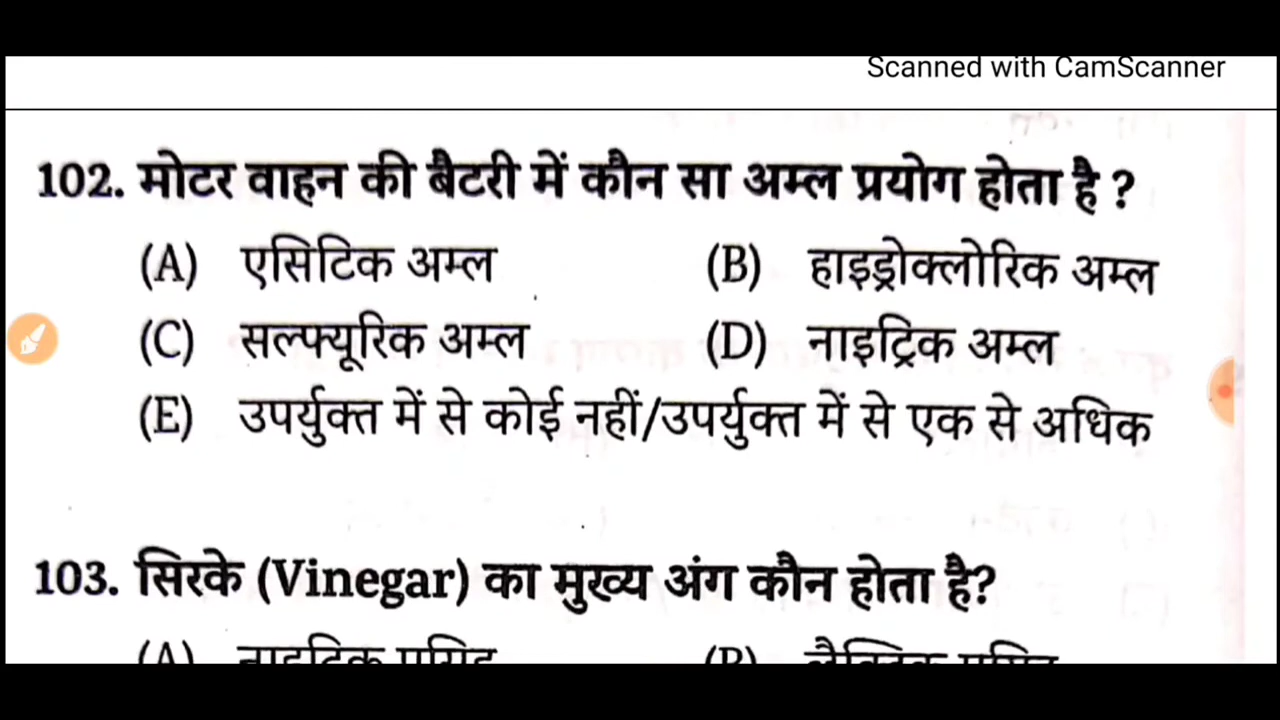 Scanned with CamScanner
102. मोटर वाहन की बैटरी में कौन सा अम्ल प्रयोग होता है ?
(A) एसिटिक अम्ल (B) हाइड्रोक्लोरिक अम्ल
(C) सल्फ्यूरिक अम्ल (D) नाइट्रिक अम्ल
(E) उपर्युक्त में से कोई नहीं/उपर्युक्त में से एक से अधिक
103. सिरके (Vinegar) का मुख्य अंग कौन होता है?
(A) (B)